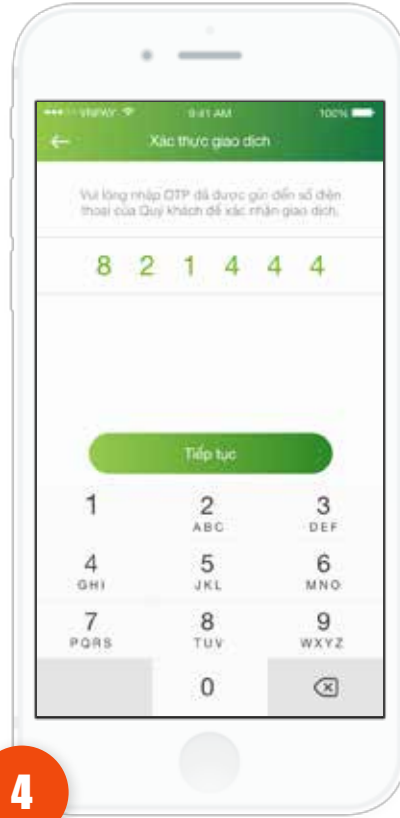 9:41 AM 100%
Xác thực giao dịch
Vui lòng nhập OTP đã được gửi đến số điện
thoại của Quý khách để xác nhận giao dịch.
8 2 1 4 4 4
Tiếp tục
1 2 3
ABC DEF
4 5 6
GHI JKL MNO
7 8 9
PQRS TUV WXYZ
0
4